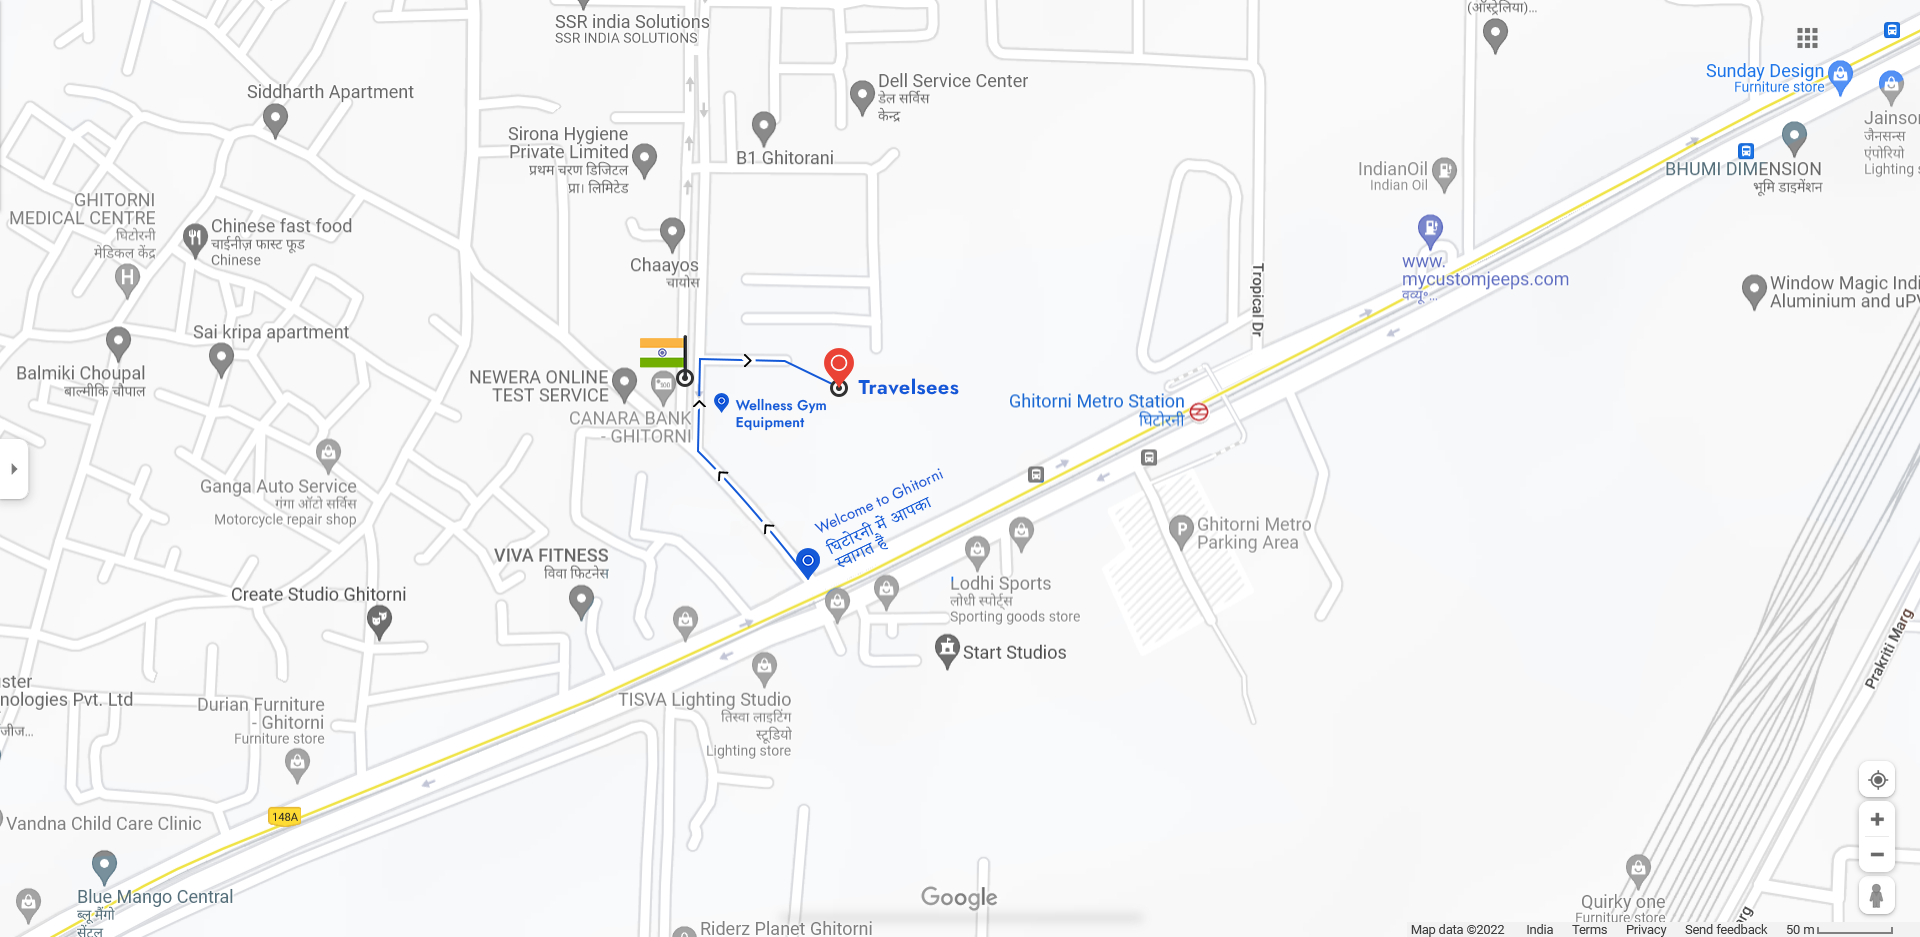 (ऑस्ट्रेलिया)...
SSR india Solutions
SSR INDIA SOLUTIONS
Sunday Design
Furniture store
Dell Service Center
डेल सर्विस
केन्द्र
Siddharth Apartment
Jainson
जैनसन्स
एंपोरियो
Lighting s
Sirona Hygiene
Private Limited
प्रथम चरण डिजिटल
प्रा। लिमिटेड
B1 Ghitorani
IndianOil
Indian Oil
BHUMI DIMENSION
भूमि डाइमेंशन
GHITORNI
MEDICAL CENTRE
घिटोरनी
मेडिकल केंद्र
H
Chinese fast food
चाईनीज़ फास्ट फूड
Chinese
Chaayos
चायोस
www.
mycustomjeeps.com
Tropical Dr
Window Magic Indi
Aluminium and uPV
Sai kripa apartment
Balmiki Choupal
बाल्मीकि चौपाल
NEWERA ONLINE
TEST SERVICE
CANARA BANK
- GHITORNI
Travelsees
Wellness Gym
Equipment
Ghitorni Metro Station
घिटोरनी
Ganga Auto Service
गंगा ऑटो सर्विस
Motorcycle repair shop
Welcome to Ghitorni
घिटोरनी में आपका
स्वागत है
P
Ghitorni Metro
Parking Area
VIVA FITNESS
विवा फिटनेस
Create Studio Ghitorni
Lodhi Sports
लोधी स्पोर्ट्स
Sporting goods store
Start Studios
Prakriti Marg
ster
nologies Pvt. Ltd
जीज...
Durian Furniture
- Ghitorni
Furniture store
TISVA Lighting Studio
तिस्वा लाइटिंग
स्टूडियो
Lighting store
148A
Vandna Child Care Clinic
Blue Mango Central
ब्लू मैंगो
सेंटल
Google
Riderz Planet Ghitorni
Quirky one
Furniture store
arg
Map data ©2022 India Terms Privacy Send feedback 50 m